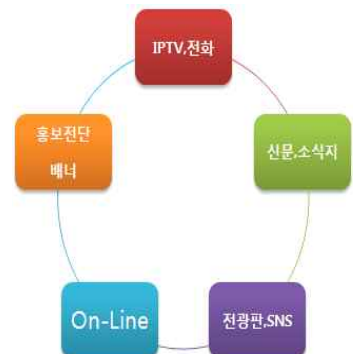 IPTV,전화
신문,소식지
전광판,SNS
On-Line
홍보전단
배너